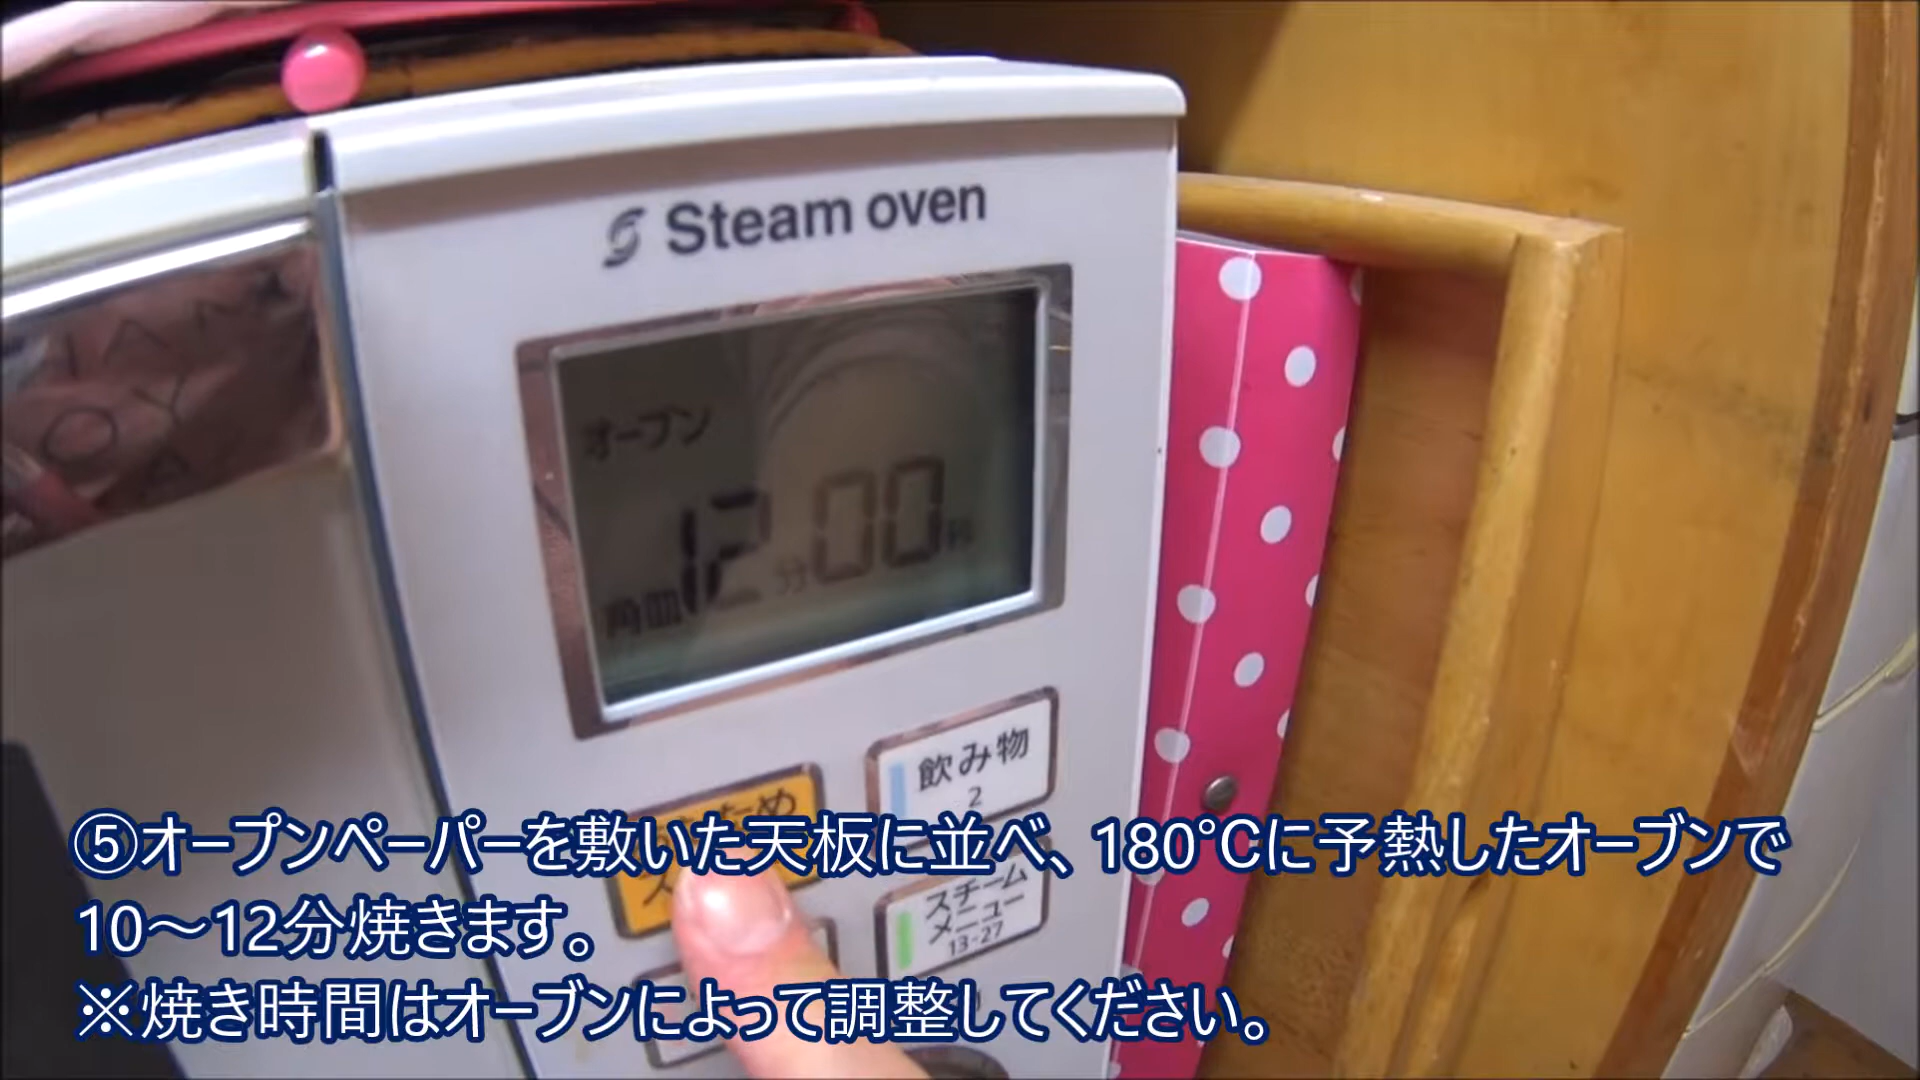 Steam oven
オーブン
12分00秒
角皿
飲み物
2
スチーム
メニュー
13-27
⑤オーブンペーパーを敷いた天板に並べ、180℃に予熱したオーブンで
10～12分焼きます。
※焼き時間はオーブンによって調整してください。